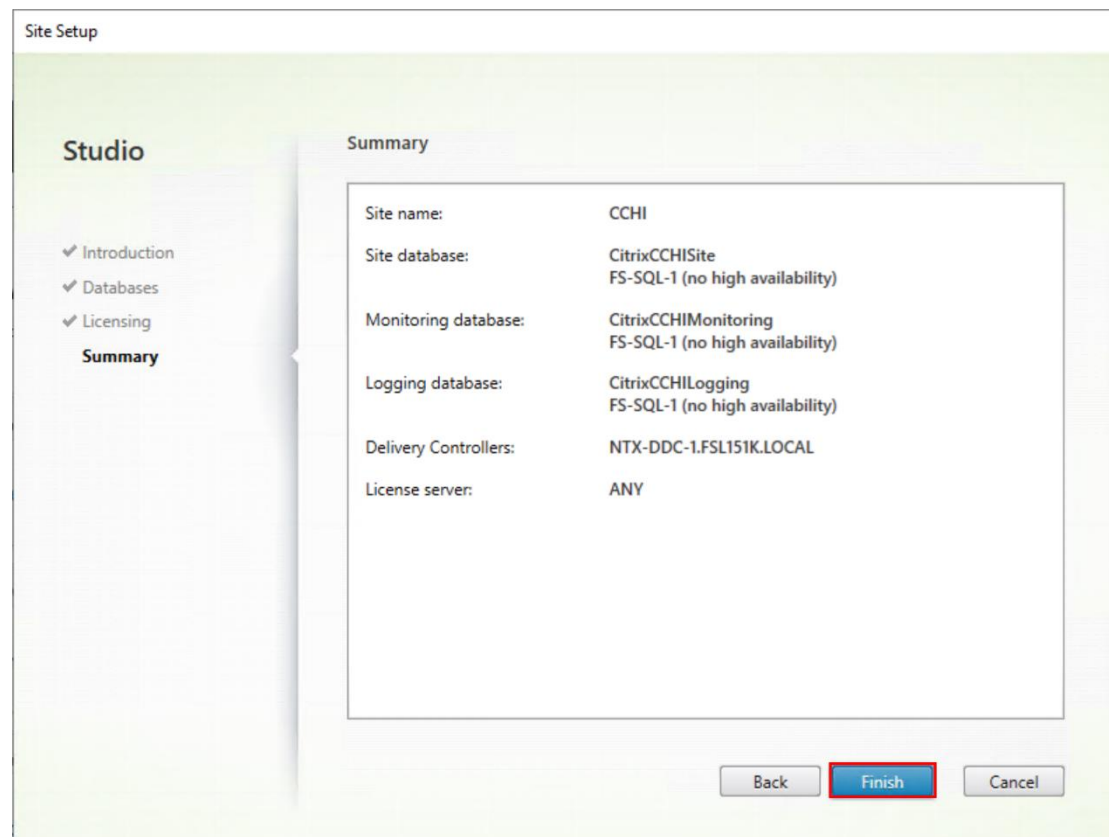 Site Setup
Studio
Introduction
Databases
Licensing
Summary
Summary
Site name: CCHI
Site database: CitrixCCHISite
FS-SQL-1 (no high availability)
Monitoring database: CitrixCCHIMonitoring
FS-SQL-1 (no high availability)
Logging database: CitrixCCHILogging
FS-SQL-1 (no high availability)
Delivery Controllers: NTX-DDC-1.FSL151K.LOCAL
License server: ANY
Back Finish Cancel